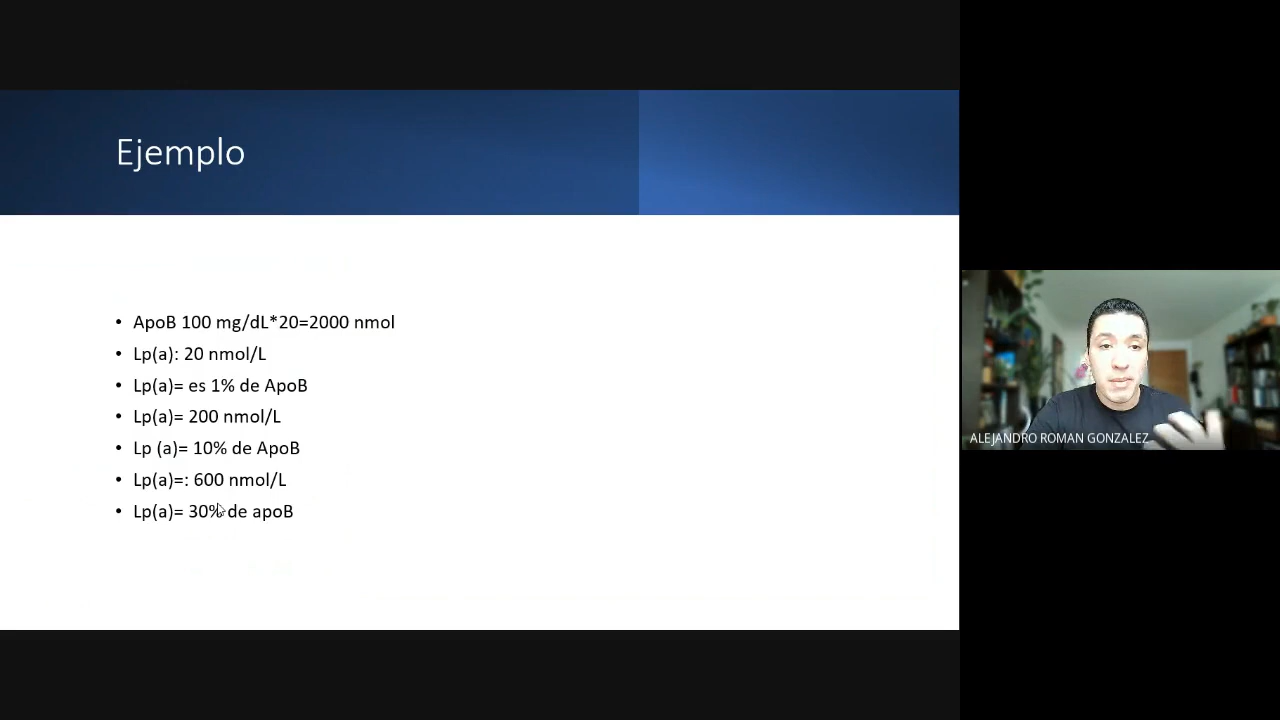 Ejemplo
• ApoB 100 mg/dL*20=2000 nmol
• Lp(a): 20 nmol/L
• Lp(a)= es 1% de ApoB
• Lp(a)= 200 nmol/L
• Lp (a)= 10% de ApoB
• Lp(a)=: 600 nmol/L
• Lp(a)= 30% de apoB
ALEJANDRO ROMAN GONZALEZ